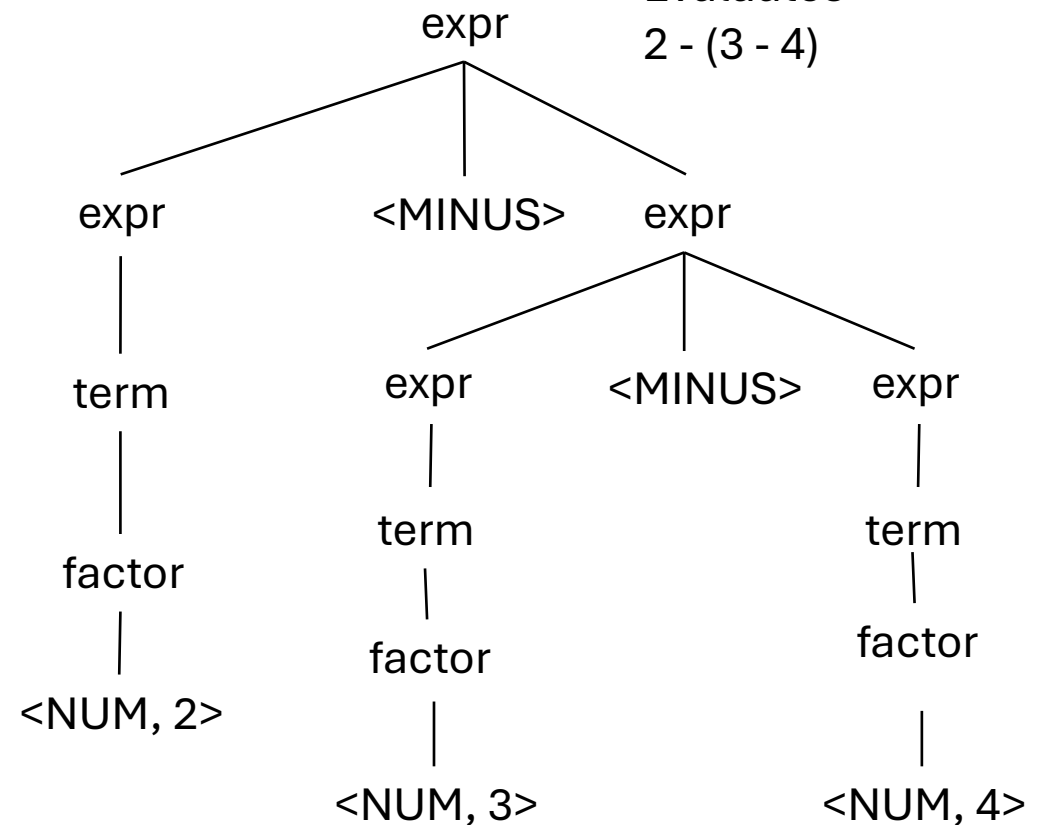 expr
2 - (3 - 4)
expr
<MINUS>
expr
term
expr
<MINUS>
expr
factor
term
term
<NUM, 2>
factor
factor
<NUM, 3>
<NUM, 4>